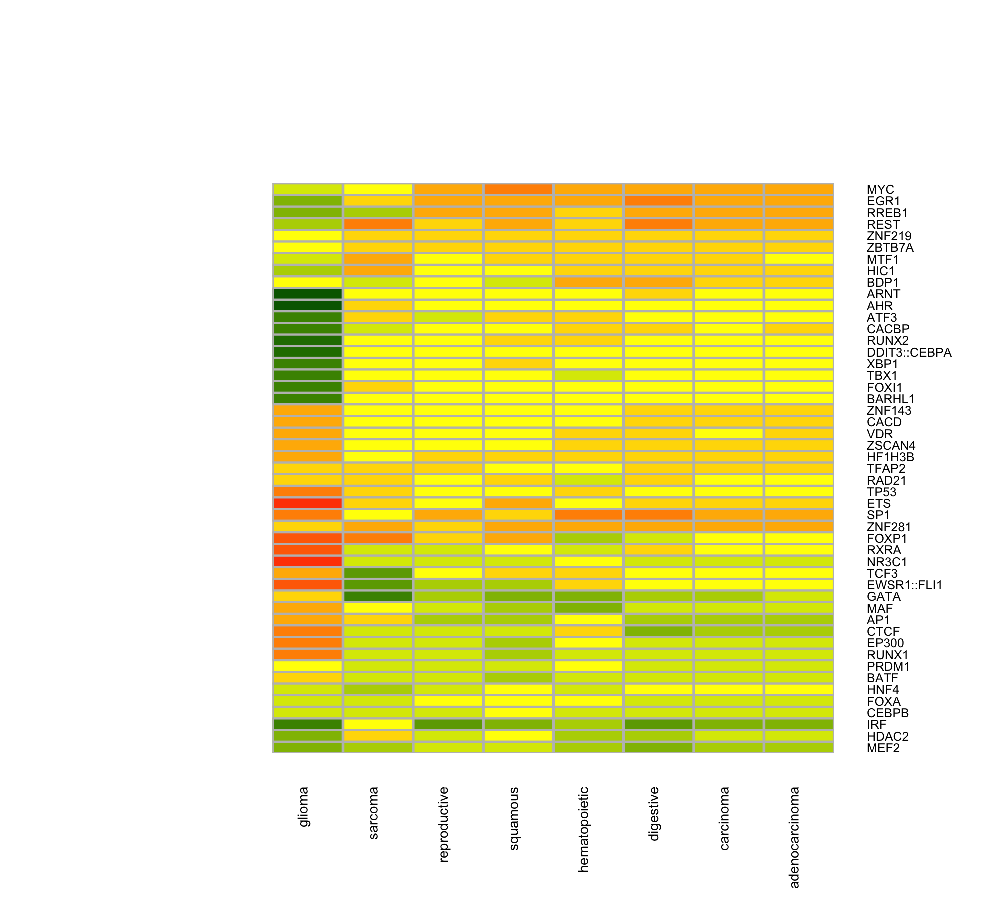 MYC
EGR1
RREB1
REST
ZNF219
ZBTB7A
MTF1
HIC1
BDP1
ARNT
AHR
ATF3
CACBP
RUNX2
DDIT3::CEBPA
XBP1
TBX1
FOXI1
BARHL1
ZNF143
CACD
VDR
ZSCAN4
HF1H3B
TFAP2
RAD21
TP53
ETS
SP1
ZNF281
FOXP1
RXRA
NR3C1
TCF3
EWSR1::FLI1
GATA
MAF
AP1
CTCF
EP300
RUNX1
PRDM1
BATF
HNF4
FOXA
CEBPB
IRF
HDAC2
MEF2
glioma
sarcoma
reproductive
squamous
hematopoietic
digestive
carcinoma
adenocarcinoma